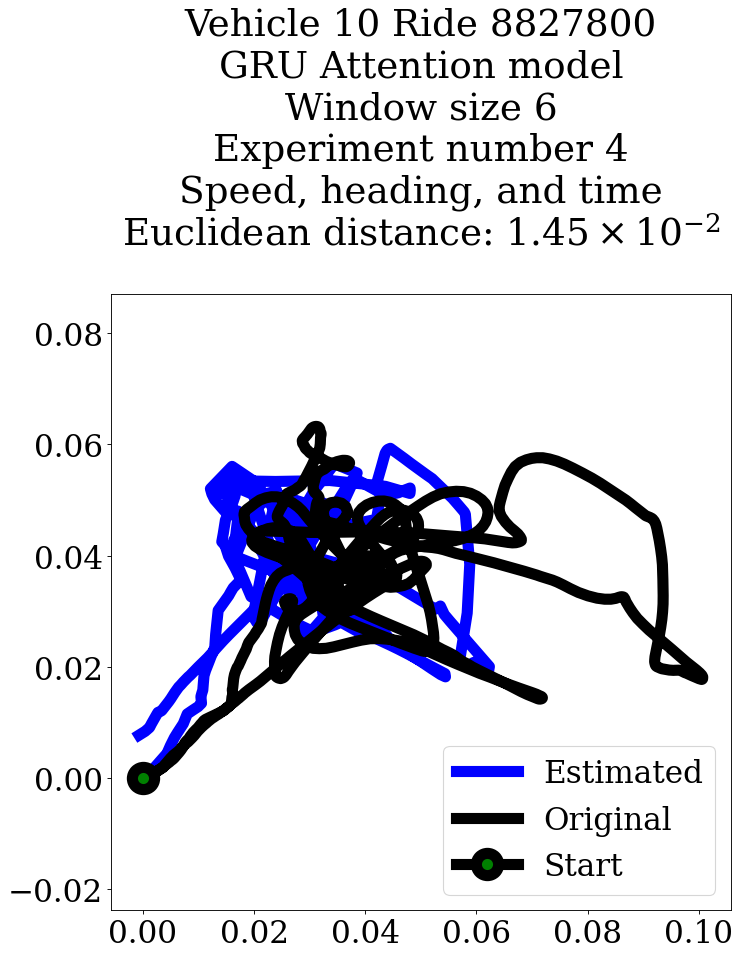 Vehicle 10 Ride 8827800
GRU Attention model
Window size 6
Experiment number 4
Speed, heading, and time
Euclidean distance: 1.45 × 10⁻²
0.08
0.06
0.04
0.02
0.00
−0.02
0.00 0.02 0.04 0.06 0.08 0.10
Estimated
Original
Start